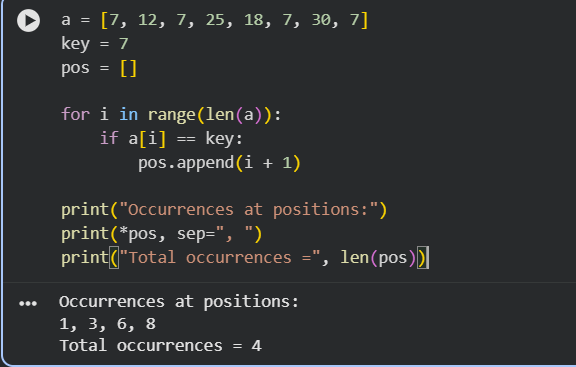 a = [7, 12, 7, 25, 18, 7, 30, 7]
key = 7
pos = []

for i in range(len(a)):
    if a[i] == key:
        pos.append(i + 1)

print("Occurrences at positions:")
print(*pos, sep=", ")
print("Total occurrences =", len(pos))
Occurrences at positions:
1, 3, 6, 8
Total occurrences = 4